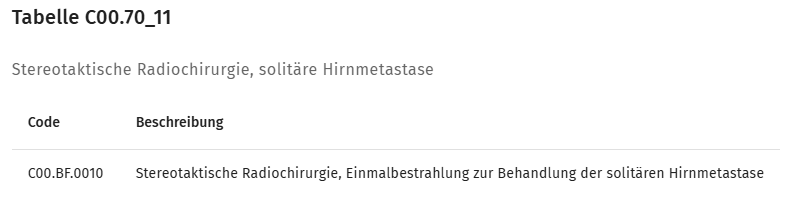 Tabelle C00.70_11
Stereotaktische Radiochirurgie, solitäre Hirnmetastase
Code Beschreibung
C00.BF.0010 Stereotaktische Radiochirurgie, Einmalbestrahlung zur Behandlung der solitären Hirnmetastase